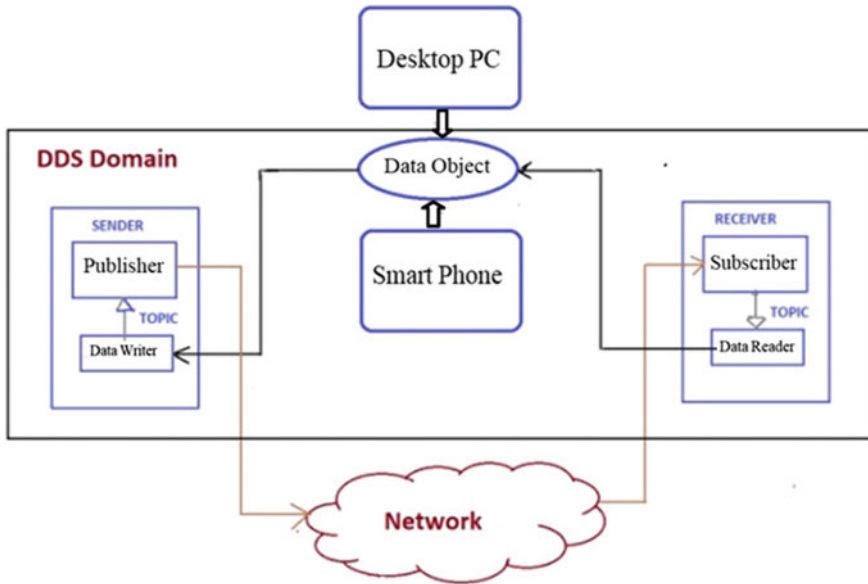 Desktop PC
DDS Domain
Data Object
SENDER
Publisher
TOPIC
Data Writer
Smart Phone
RECEIVER
Subscriber
TOPIC
Data Reader
Network